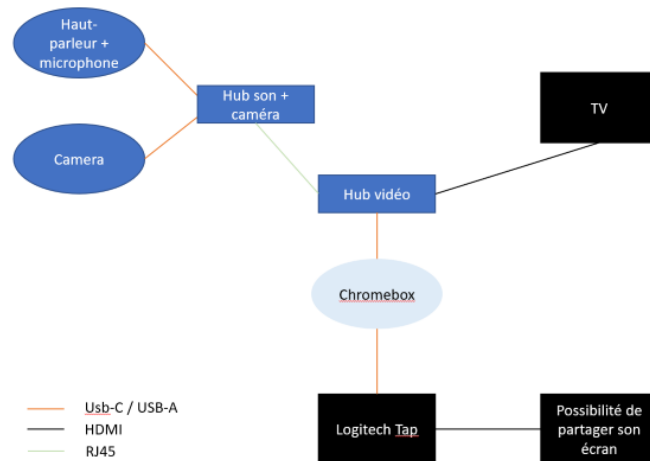 Haut-
parleur +
microphone
Hub son +
caméra
TV
Camera
Hub vidéo
Chromebox
Usb-C / USB-A
HDMI
RJ45
Logitech Tap
Possibilité de
partager son
écran